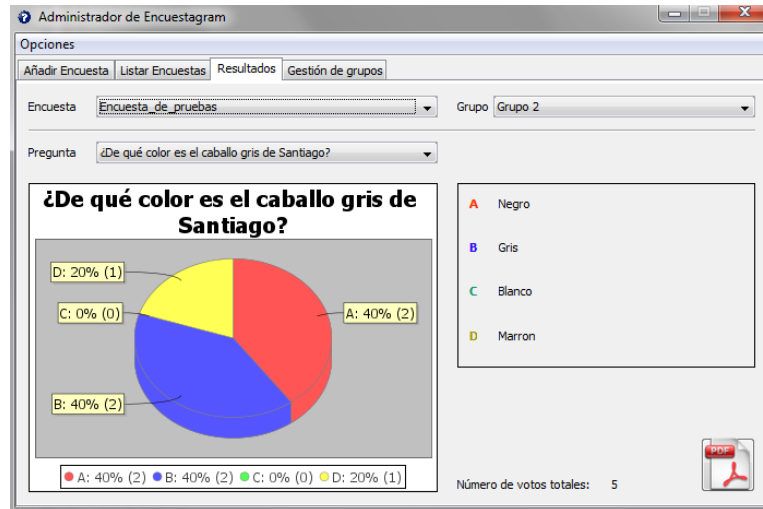 Administrador de Encuestagram
Opciones
Añadir Encuesta Listar Encuestas Resultados Gestión de grupos
Encuesta Encuesta_de_pruebas Grupo Grupo 2
Pregunta ¿De qué color es el caballo gris de Santiago?
¿De qué color es el caballo gris de
Santiago?
D: 20% (1)
C: 0% (0)
A: 40% (2)
B: 40% (2)
A: 40% (2) B: 40% (2) C: 0% (0) D: 20% (1)
A Negro
B Gris
C Blanco
D Marron
PDF
Número de votos totales: 5